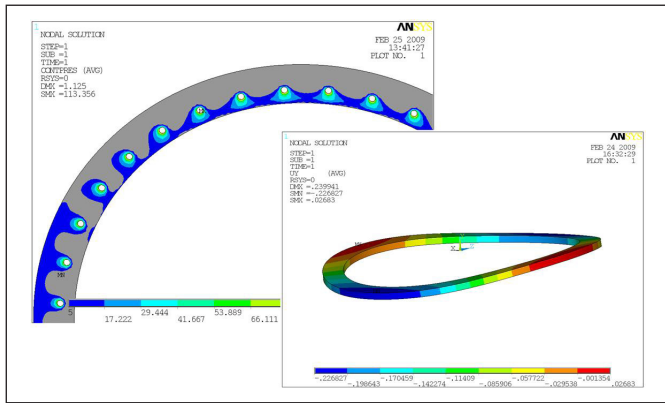 1
ANSYS
NODAL SOLUTION
FEB 25 2009
13:41:27
PLOT NO. 1
STEP=1
SUB =1
TIME=1
CONTPRES (AVG)
RSYS=0
DMX =1.125
SMX =113.356
MX
MN
5
17.222
29.444
41.667
53.889
66.111
1
ANSYS
NODAL SOLUTION
FEB 24 2009
16:32:29
PLOT NO. 1
STEP=1
SUB =1
TIME=1
UY (AVG)
RSYS=0
DMX =.239941
SMN =-.226827
SMX =.02683
X
-.226827
-.198643
-.170459
-.142274
-.11409
-.085906
-.057722
-.029538
-.001354
.02683